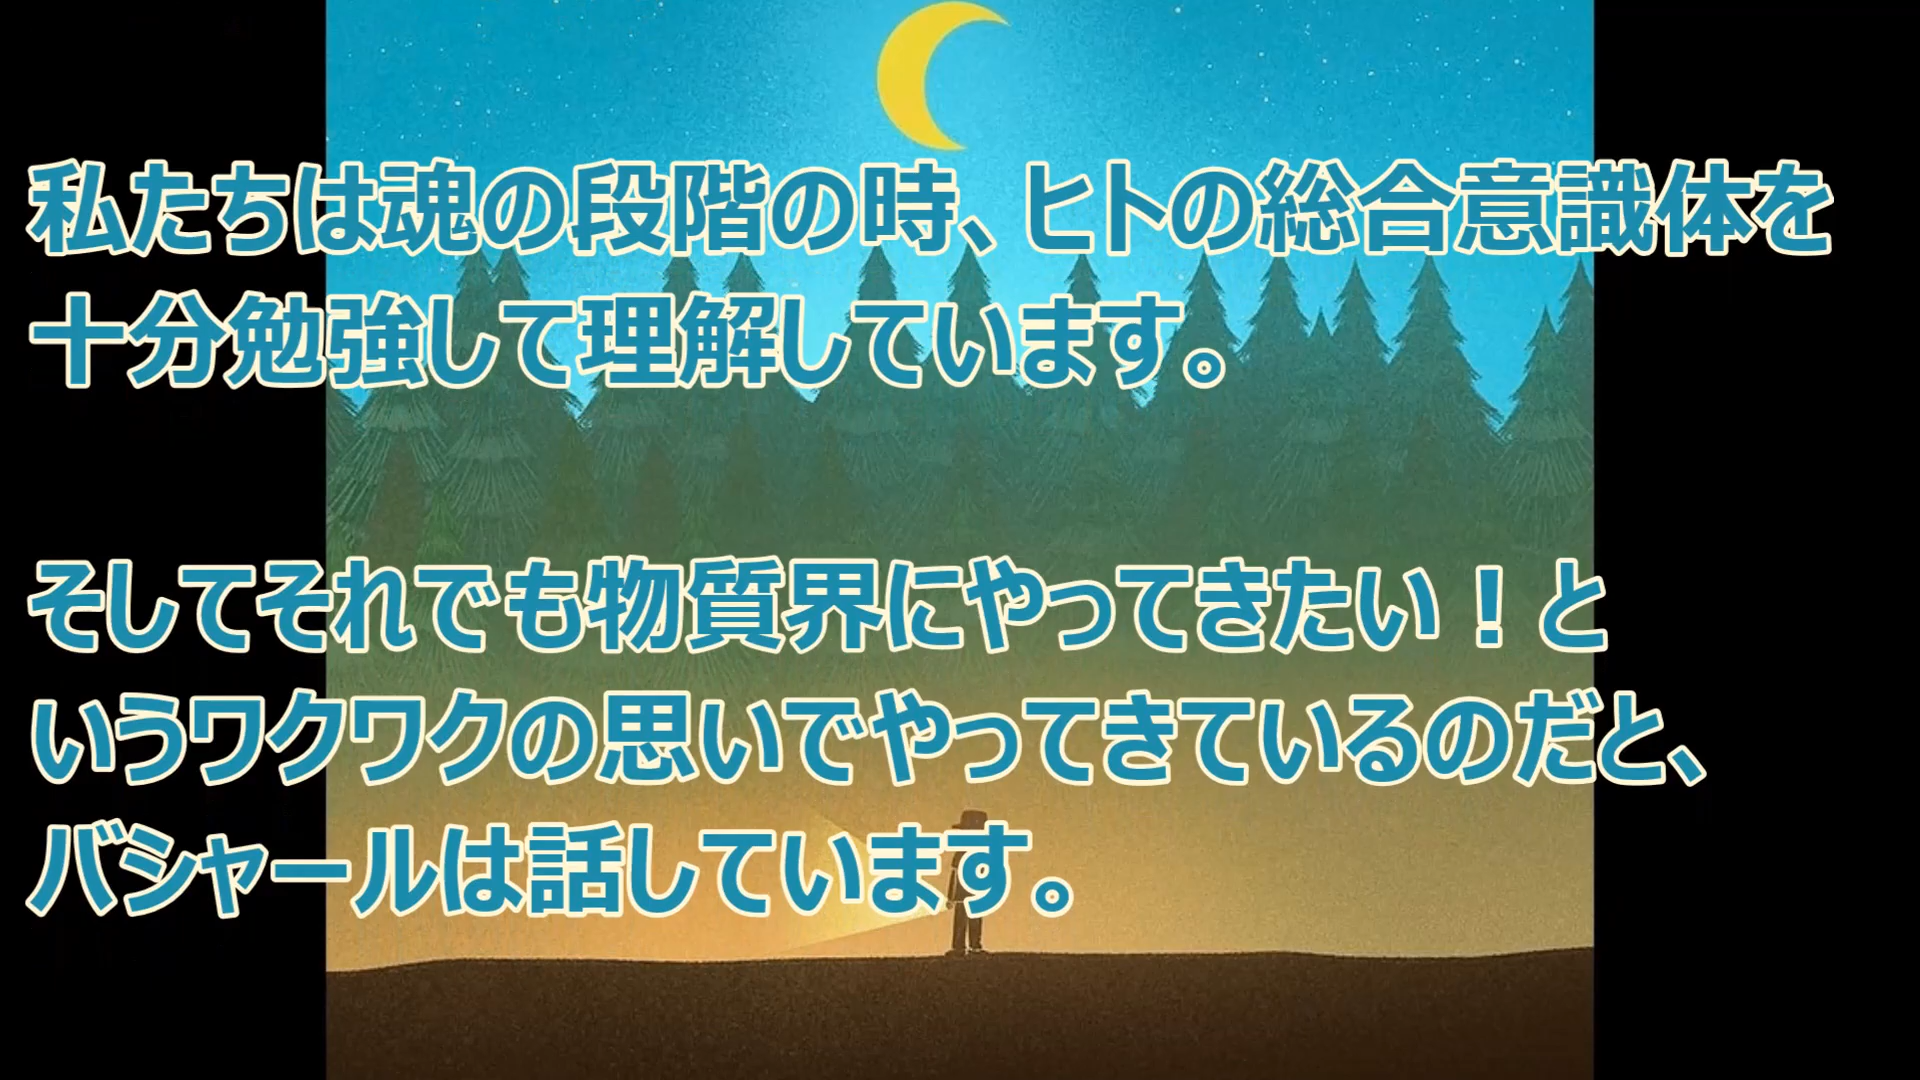 私たちは魂の段階の時、ヒトの総合意識体を
十分勉強して理解しています。
そしてそれでも物質界にやってきたい！と
いうワクワクの思いでやってきているのだと、
バシャールは話しています。